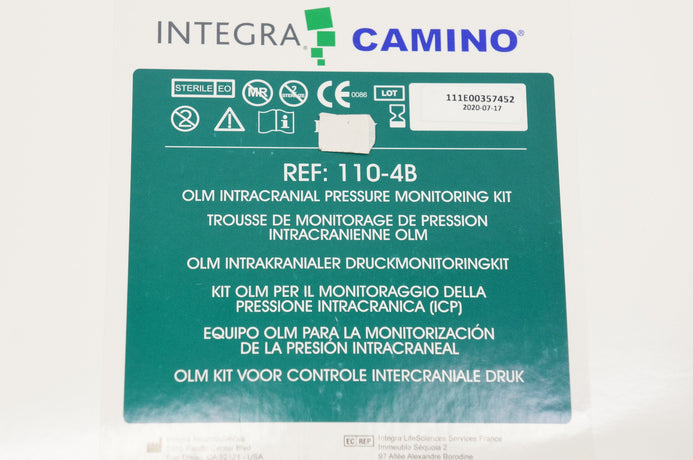 INTEGRA® CAMINO®
STERILE EO MR 2 STERILIZE CE 0086 LOT 111E00357452
2020-07-17
2 i
REF: 110-4B
OLM INTRACRANIAL PRESSURE MONITORING KIT
TROUSSE DE MONITORAGE DE PRESSION
INTRACRANIENNE OLM
OLM INTRAKRANIALER DRUCKMONITORINGKIT
KIT OLM PER IL MONITORAGGIO DELLA
PRESSIONE INTRACRANICA (ICP)
EQUIPO OLM PARA LA MONITORIZACIÓN
DE LA PRESIÓN INTRACRANEAL
OLM KIT VOOR CONTROLE INTERCRANIALE DRUK
EC REP Integra LifeSciences Services France
Immeuble Séquoia 2
97 Allée Alexandre Borodine